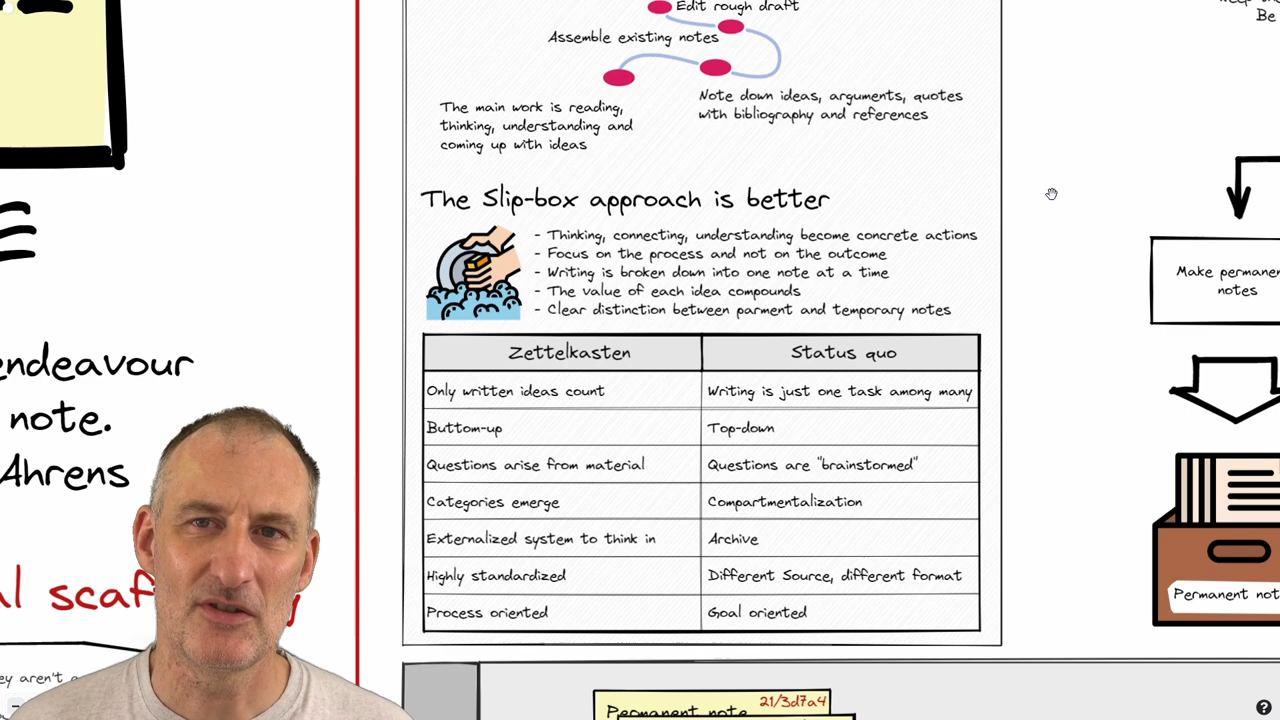 Edit rough draft
Assemble existing notes
The main work is reading,
thinking, understanding and
coming up with ideas
Note down ideas, arguments, quotes
with bibliography and references
The Slip-box approach is better
- Thinking, connecting, understanding become concrete actions
- Focus on the process and not on the outcome
- Writing is broken down into one note at a time
- The value of each idea compounds
- Clear distinction between parment and temporary notes
Zettelkasten Status quo
Only written ideas count Writing is just one task among many
Buttom-up Top-down
Questions arise from material Questions are "brainstormed"
Categories emerge Compartmentalization
Externalized system to think in Archive
Highly standardized Different Source, different format
Process oriented Goal oriented
endeavour
note.
Ahrens
aren't
Be
Make permanen
notes
Permanent not
Permanent note
21/3d7a4